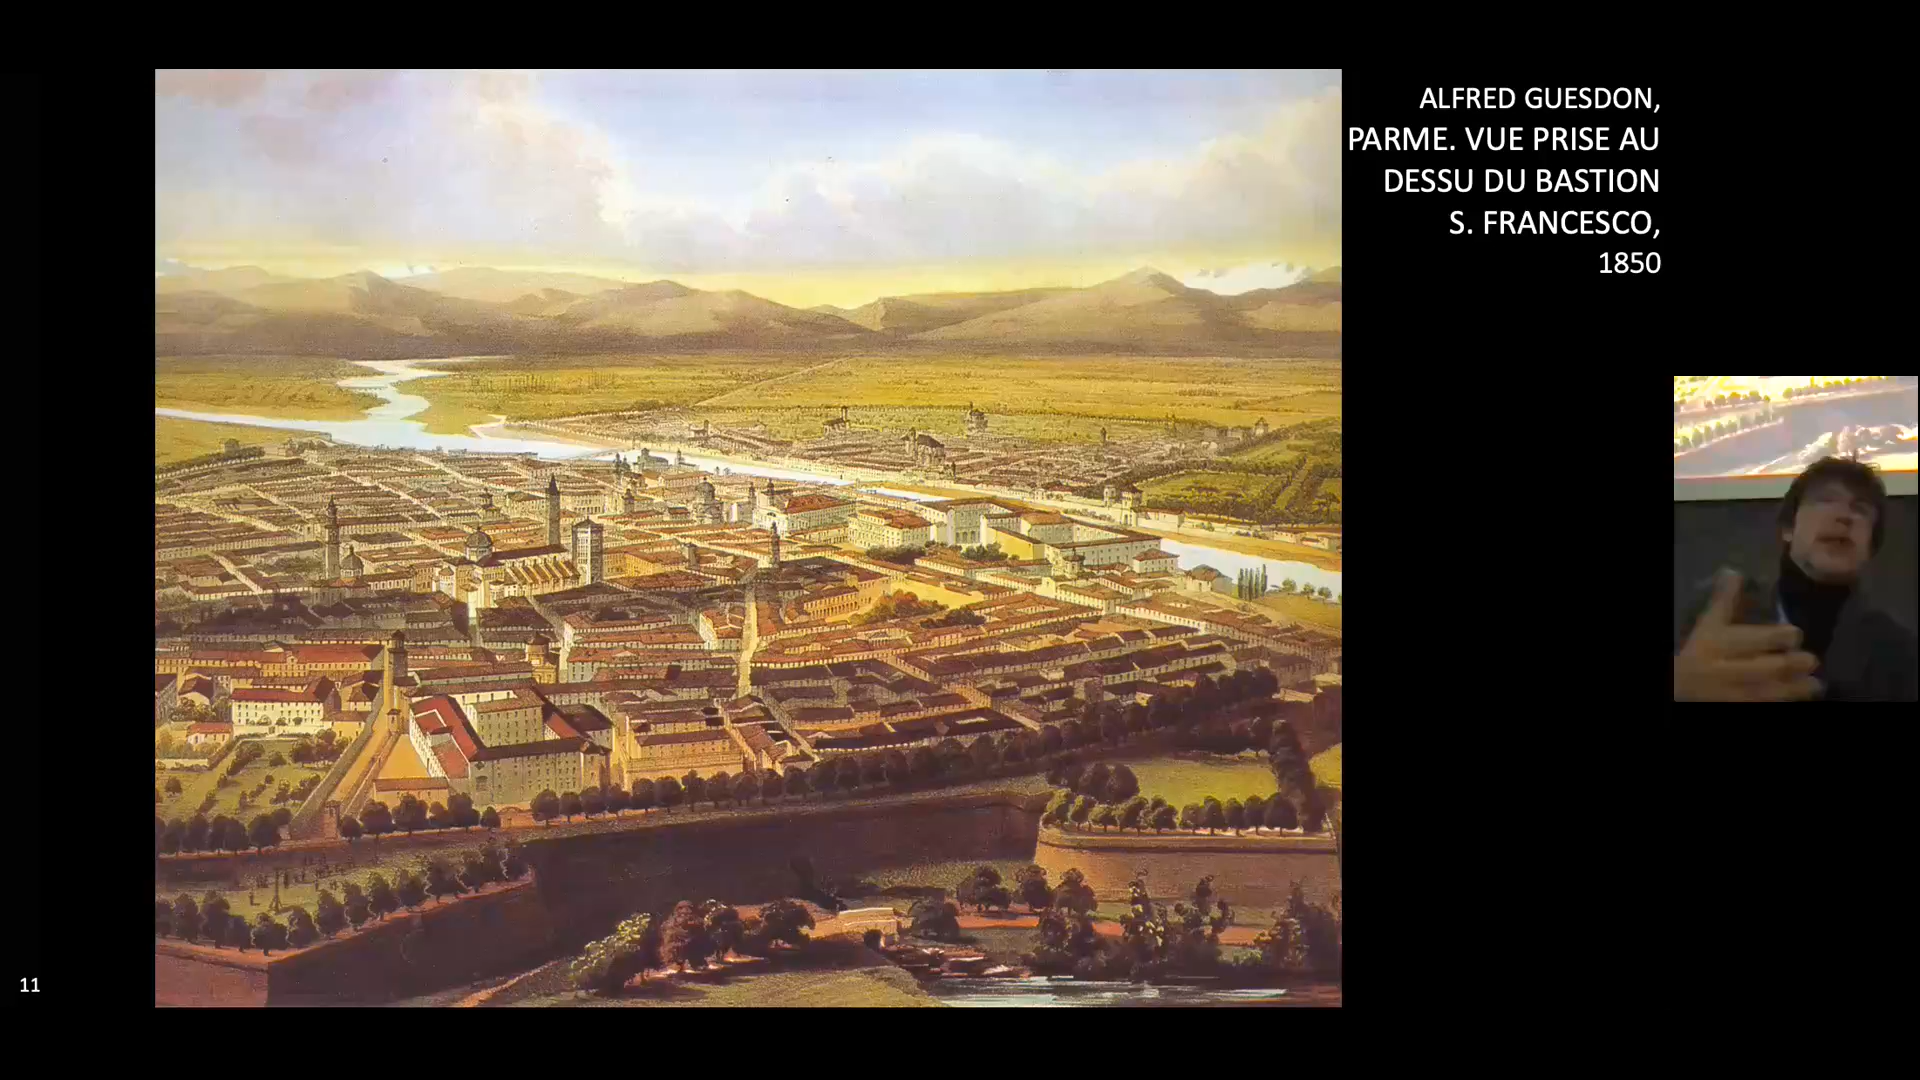 ALFRED GUESDON,
PARME. VUE PRISE AU
DESSU DU BASTION
S. FRANCESCO,
1850
11